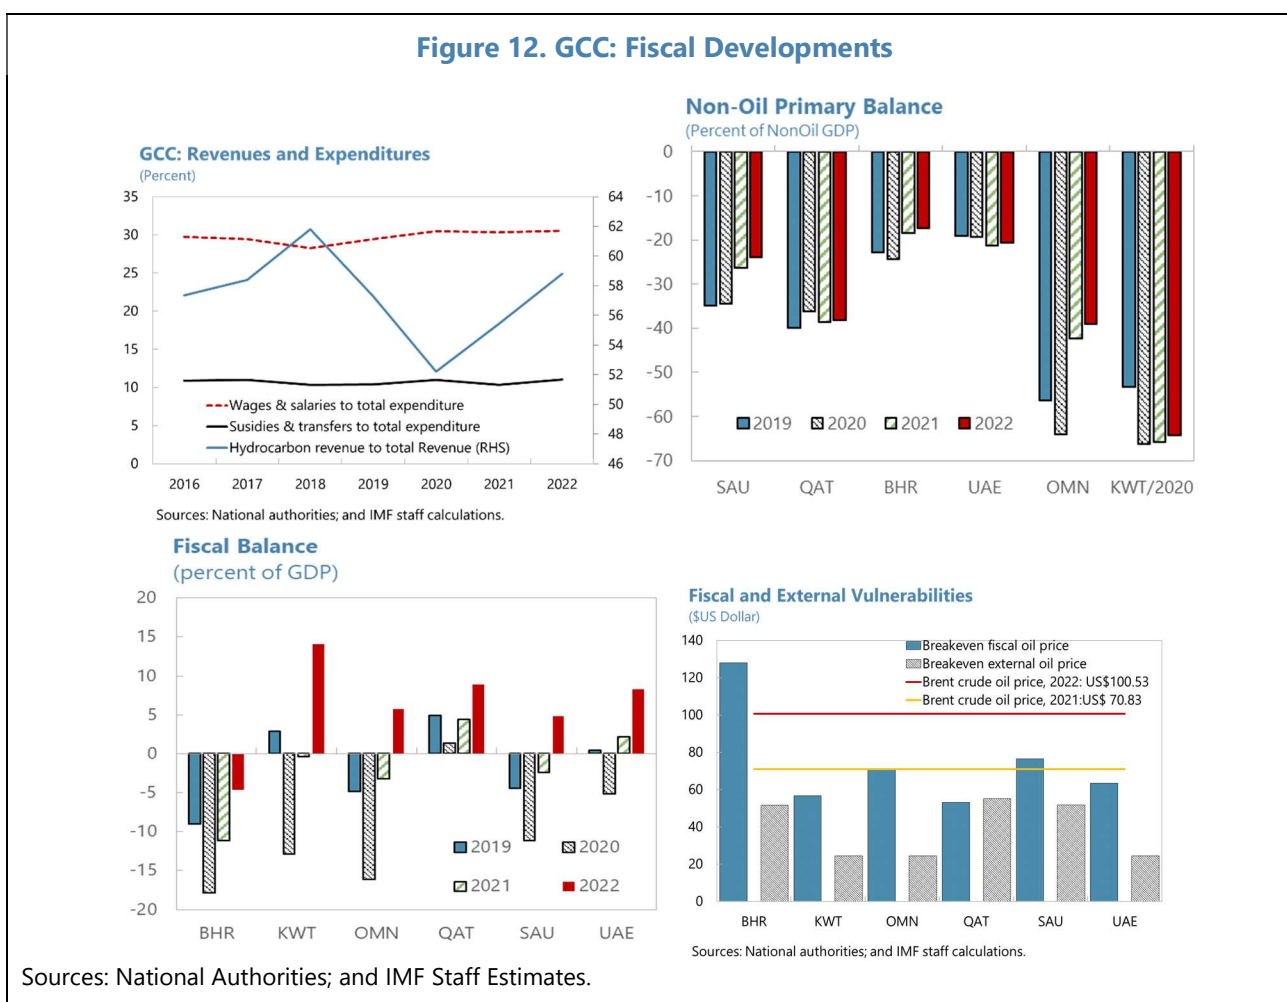 Figure 12. GCC: Fiscal Developments
GCC: Revenues and Expenditures
(Percent)
35
30
25
20
15
10
5
0
64
62
60
58
56
54
52
50
48
46
Wages & salaries to total expenditure
Susidies & transfers to total expenditure
Hydrocarbon revenue to total Revenue (RHS)
2016 2017 2018 2019 2020 2021 2022
Sources: National authorities; and IMF staff calculations.
Non-Oil Primary Balance
(Percent of NonOil GDP)
0
-10
-20
-30
-40
-50
-60
-70
2019 2020 2021 2022
SAU QAT BHR UAE OMN KWT/2020
Fiscal Balance
(percent of GDP)
20
15
10
5
0
-5
-10
-15
-20
2019 2020
2021 2022
BHR KWT OMN QAT SAU UAE
Fiscal and External Vulnerabilities
($US Dollar)
140
120
100
80
60
40
20
0
Breakeven fiscal oil price
Breakeven external oil price
Brent crude oil price, 2022: US$100.53
Brent crude oil price, 2021:US$ 70.83
BHR KWT OMN QAT SAU UAE
Sources: National authorities; and IMF staff calculations.
Sources: National Authorities; and IMF Staff Estimates.